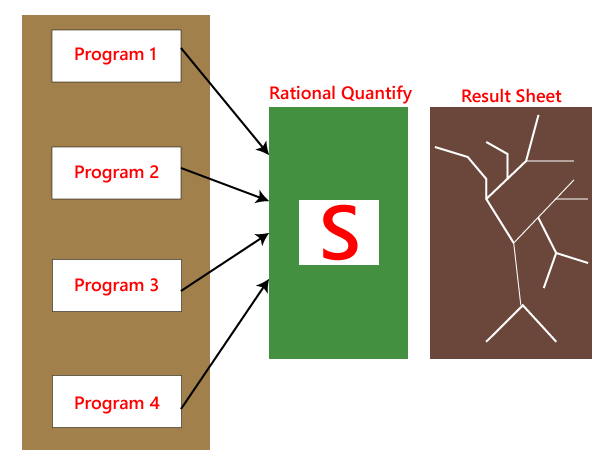 Program 1
Program 2
Program 3
Program 4
Rational Quantify
S
Result Sheet